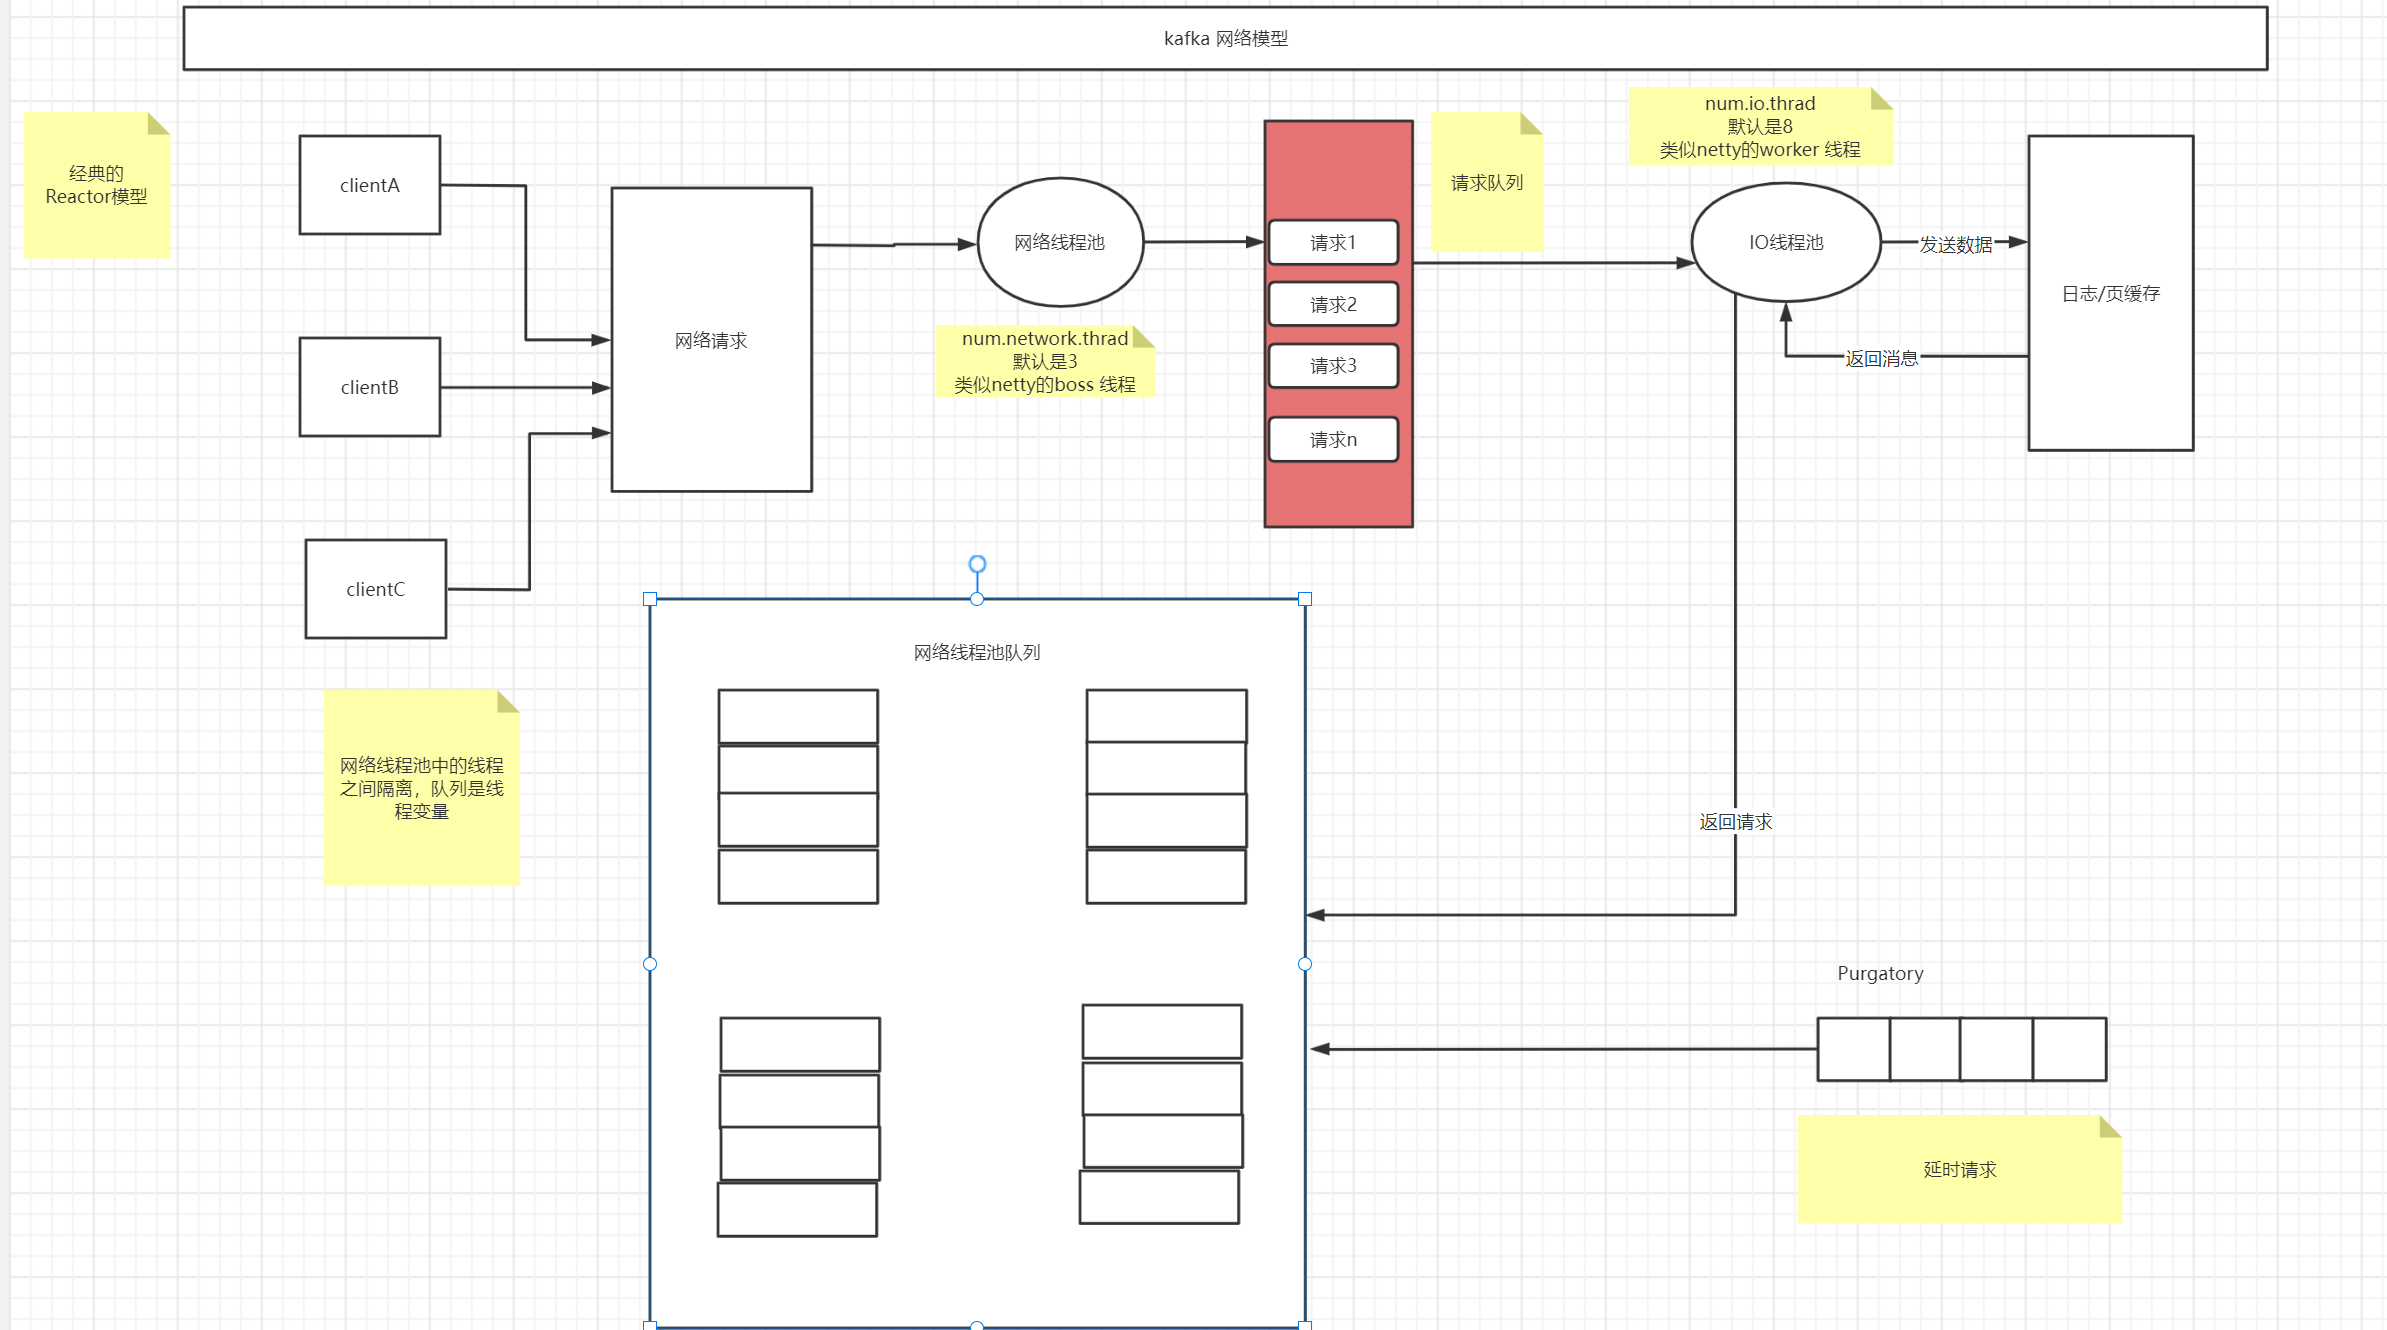 kafka 网络模型
经典的
Reactor模型
clientA
clientB
clientC
网络请求
网络线程池
num.network.thrad
默认是3
类似netty的boss 线程
请求1
请求2
请求3
请求n
请求队列
num.io.thrad
默认是8
类似netty的worker 线程
IO线程池
发送数据
返回消息
日志/页缓存
网络线程池队列
网络线程池中的线程
之间隔离，队列是线
程变量
返回请求
Purgatory
延时请求